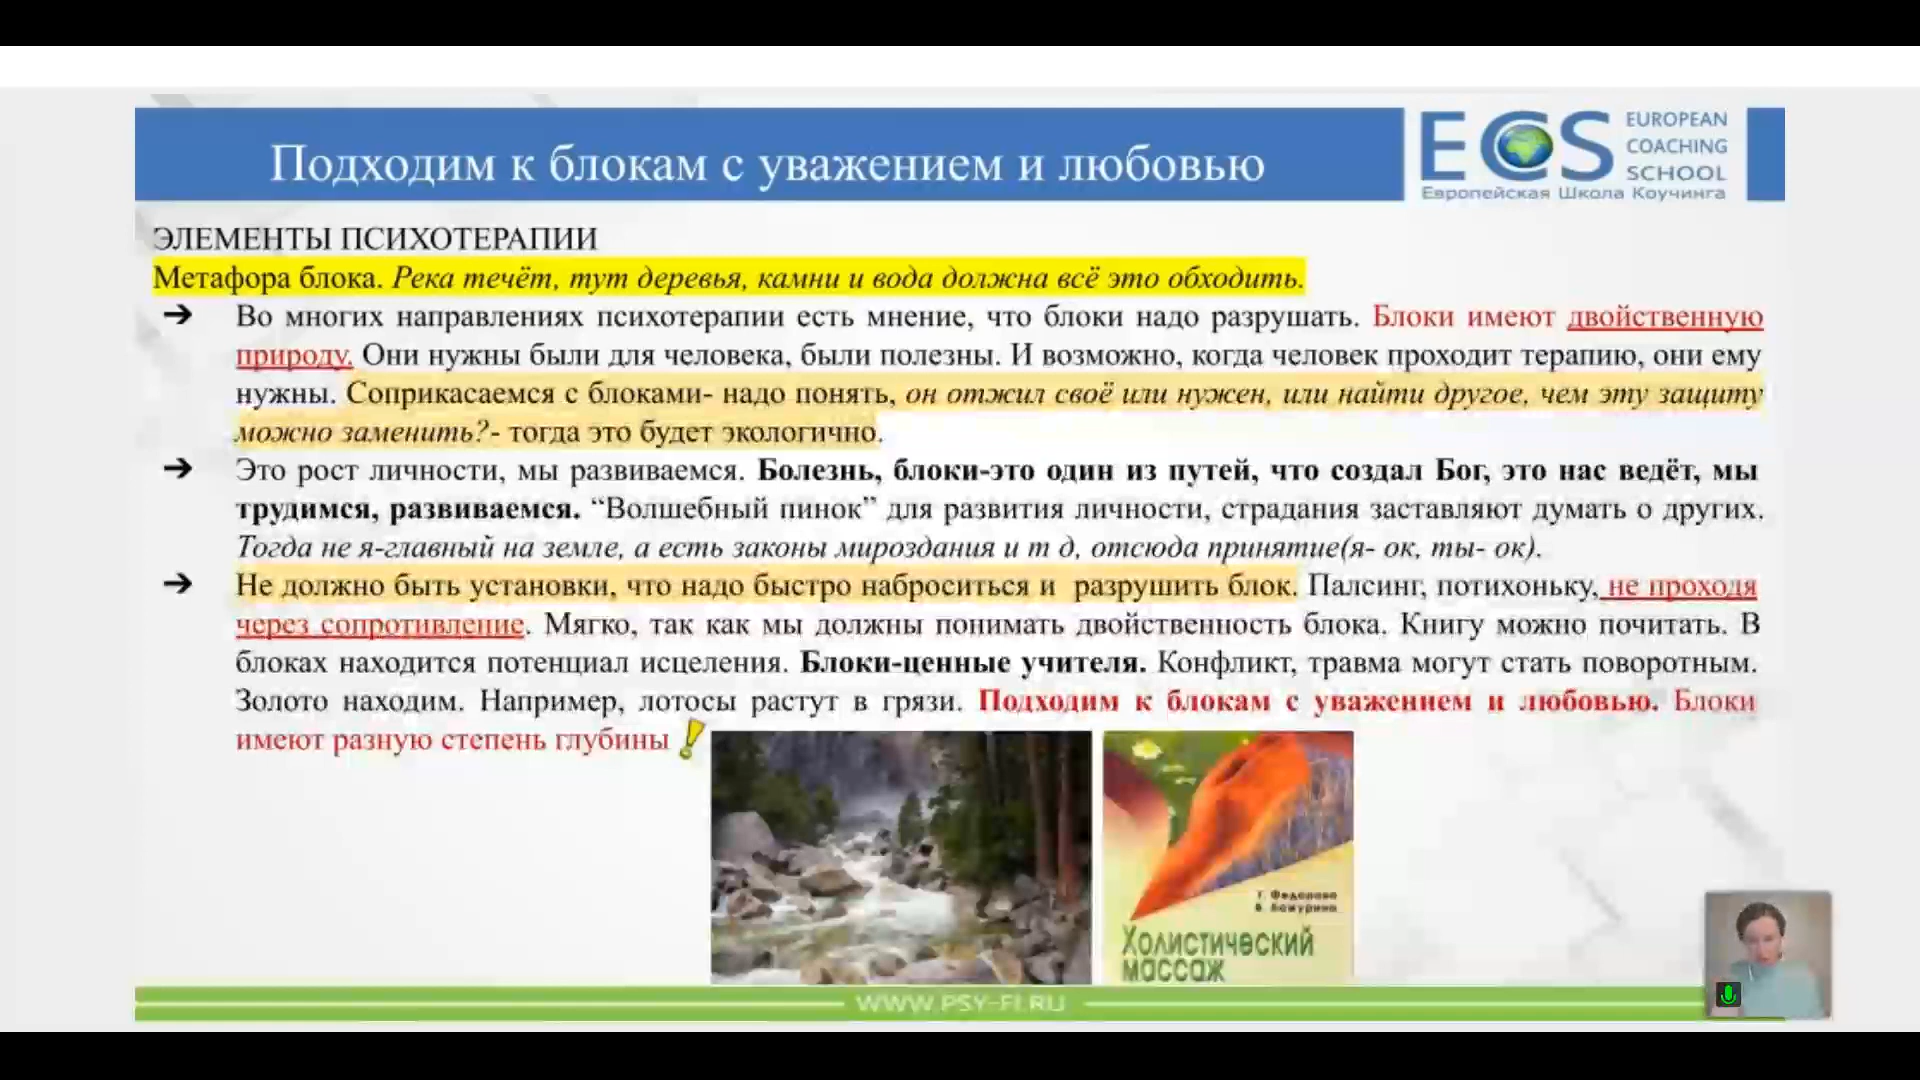 Подходим к блокам с уважением и любовью
ECS
EUROPEAN
COACHING
SCHOOL
Европейская Школа Коучинга
ЭЛЕМЕНТЫ ПСИХОТЕРАПИИ
Метафора блока. Река течёт, тут деревья, камни и вода должна всё это обходить.
➔ Во многих направлениях психотерапии есть мнение, что блоки надо разрушать. Блоки имеют двойственную
природу. Они нужны были для человека, были полезны. И возможно, когда человек проходит терапию, они ему
нужны. Соприкасаемся с блоками- надо понять, он отжил своё или нужен, или найти другое, чем эту защиту
можно заменить?- тогда это будет экологично.
➔ Это рост личности, мы развиваемся. Болезнь, блоки-это один из путей, что создал Бог, это нас ведёт, мы
трудимся, развиваемся. “Волшебный пинок” для развития личности, страдания заставляют думать о других.
Тогда не я-главный на земле, а есть законы мироздания и т д, отсюда принятие(я- ок, ты- ок).
➔ Не должно быть установки, что надо быстро наброситься и разрушить блок. Палсинг, потихоньку, не проходя
через сопротивление. Мягко, так как мы должны понимать двойственность блока. Книгу можно почитать. В
блоках находится потенциал исцеления. Блоки-ценные учителя. Конфликт, травма могут стать поворотным.
Золото находим. Например, лотосы растут в грязи. Подходим к блокам с уважением и любовью. Блоки
имеют разную степень глубины
Холистический
массаж
WWW.PSY-FI.RU